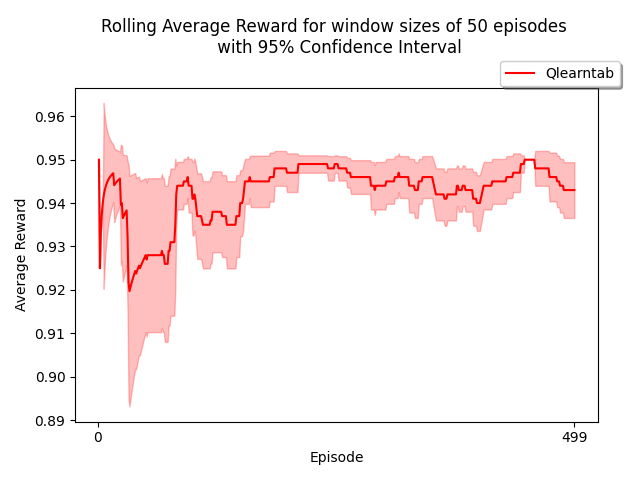 Rolling Average Reward for window sizes of 50 episodes
with 95% Confidence Interval
Qlearntab
0.96
0.95
0.94
0.93
0.92
0.91
0.90
0.89
Average Reward
0
499
Episode